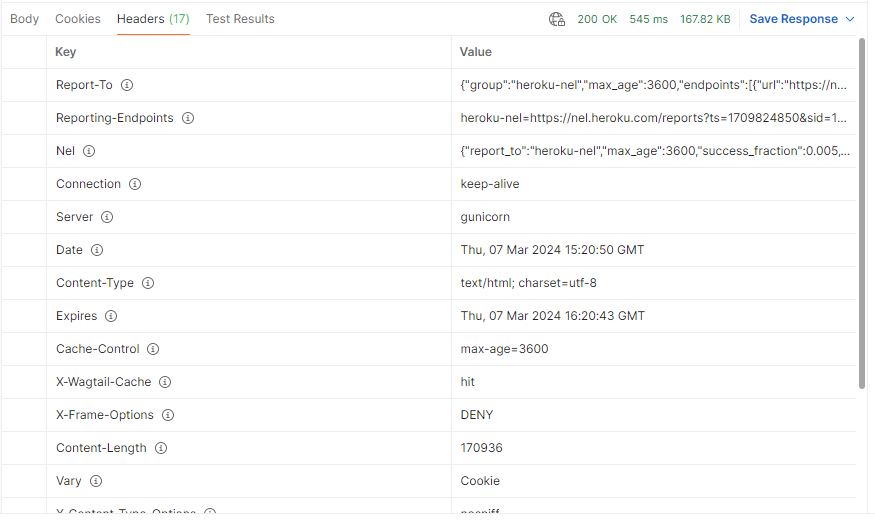 Body Cookies Headers (17) Test Results 200 OK 545 ms 167.82 KB Save Response
Key Value
Report-To {"group":"heroku-nel","max_age":3600,"endpoints":[{"url":"https://n...
Reporting-Endpoints heroku-nel=https://nel.heroku.com/reports?ts=1709824850&sid=1...
Nel {"report_to":"heroku-nel","max_age":3600,"success_fraction":0.005,...
Connection keep-alive
Server gunicorn
Date Thu, 07 Mar 2024 15:20:50 GMT
Content-Type text/html; charset=utf-8
Expires Thu, 07 Mar 2024 16:20:43 GMT
Cache-Control max-age=3600
X-Wagtail-Cache hit
X-Frame-Options DENY
Content-Length 170936
Vary Cookie
X-Content-Type-Options nosniff